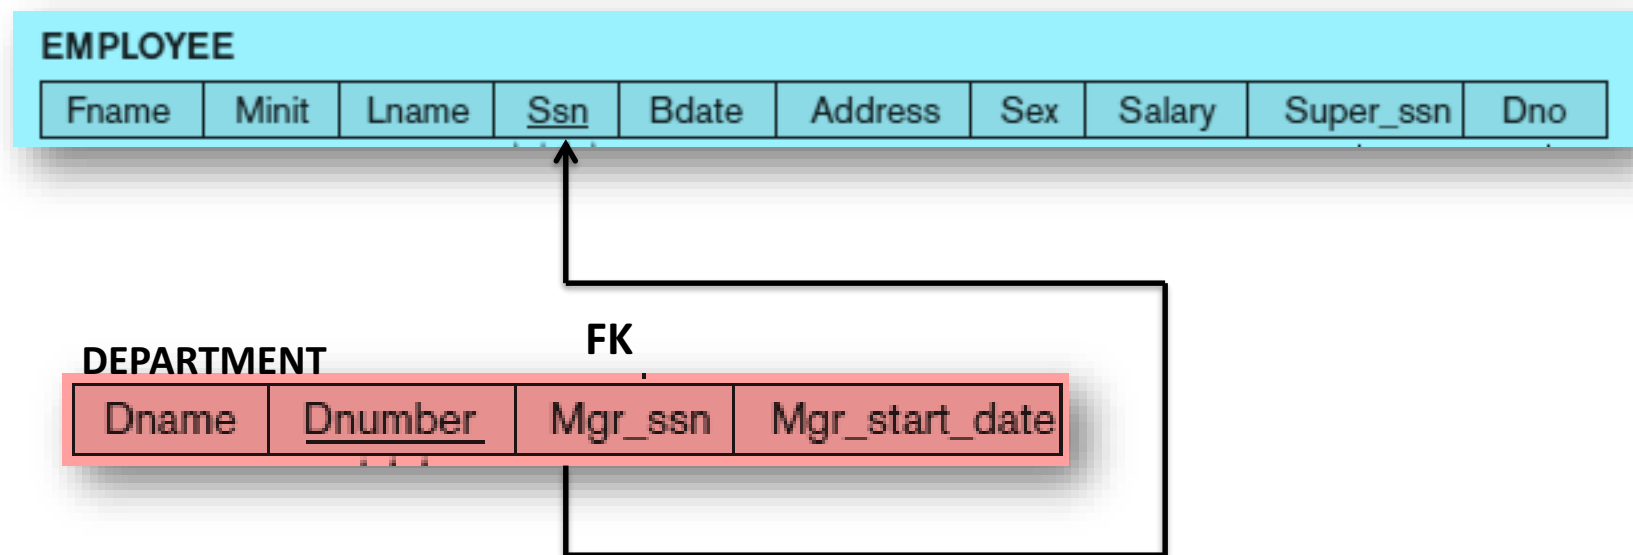 EMPLOYEE
Fname Minit Lname Ssn Bdate Address Sex Salary Super_ssn Dno
FK
DEPARTMENT
Dname Dnumber Mgr_ssn Mgr_start_date